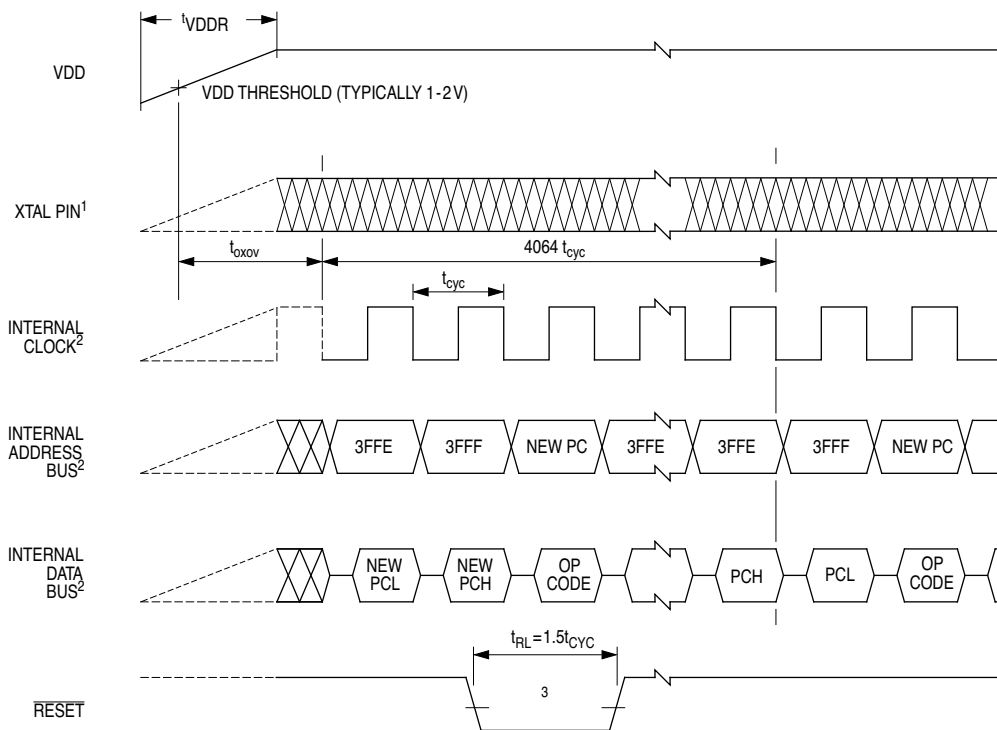 tVDDR
VDD
VDD THRESHOLD (TYPICALLY 1-2V)
XTAL PIN1
toxov
4064 tcyc
tcyc
INTERNAL
CLOCK2
INTERNAL
ADDRESS
BUS2
3FFE
3FFF
NEW PC
3FFE
3FFE
3FFF
NEW PC
INTERNAL
DATA
BUS2
NEW
PCL
NEW
PCH
OP
CODE
PCH
PCL
OP
CODE
tRL=1.5tCYC
3
RESET